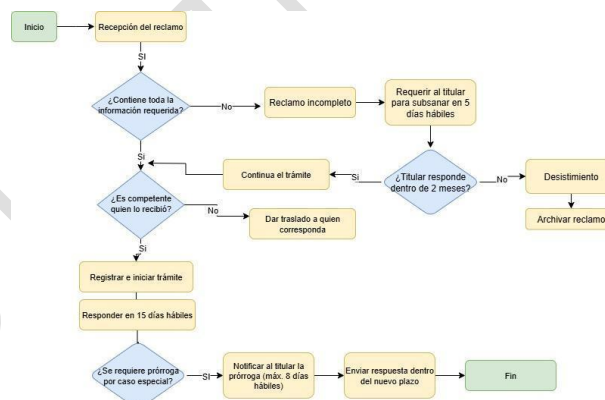 Inicio
Recepción del reclamo
SI
¿Contiene toda la
información requerida?
No
Reclamo incompleto
Requerir al titular
para subsanar en 5
días hábiles
Si
Continua el trámite
Si
¿Titular responde
dentro de 2 meses?
No
Desistimiento
Archivar reclamo
¿Es competente
quien lo recibió?
No
Dar traslado a quien
corresponda
Si
Registrar e iniciar trámite
Responder en 15 días hábiles
¿Se requiere prórroga
por caso especial?
SI
Notificar al titular la
prórroga (máx. 8 días
hábiles)
Enviar respuesta dentro
del nuevo plazo
Fin